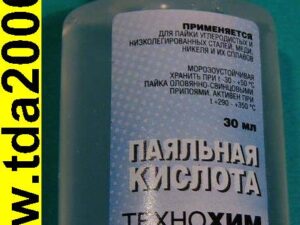 www.tda2000
ПРИМЕНЯЕТСЯ
ДЛЯ ПАЙКИ УГЛЕРОДИСТЫХ И
НИЗКОЛЕГИРОВАННЫХ СТАЛЕЙ, МЕДИ,
НИКЕЛЯ И ИХ СПЛАВОВ
МОРОЗОУСТОЙЧИВАЯ
ХРАНИТЬ ПРИ t -30 - +50 °C
ПАЙКА ОЛОВЯННО-СВИНЦОВЫМИ
ПРИПОЯМИ. АКТИВЕН ПРИ
t +290 - +350 °C
30 МЛ
ПАЯЛЬНАЯ
КИСЛОТА
ТЕХНОХИМ